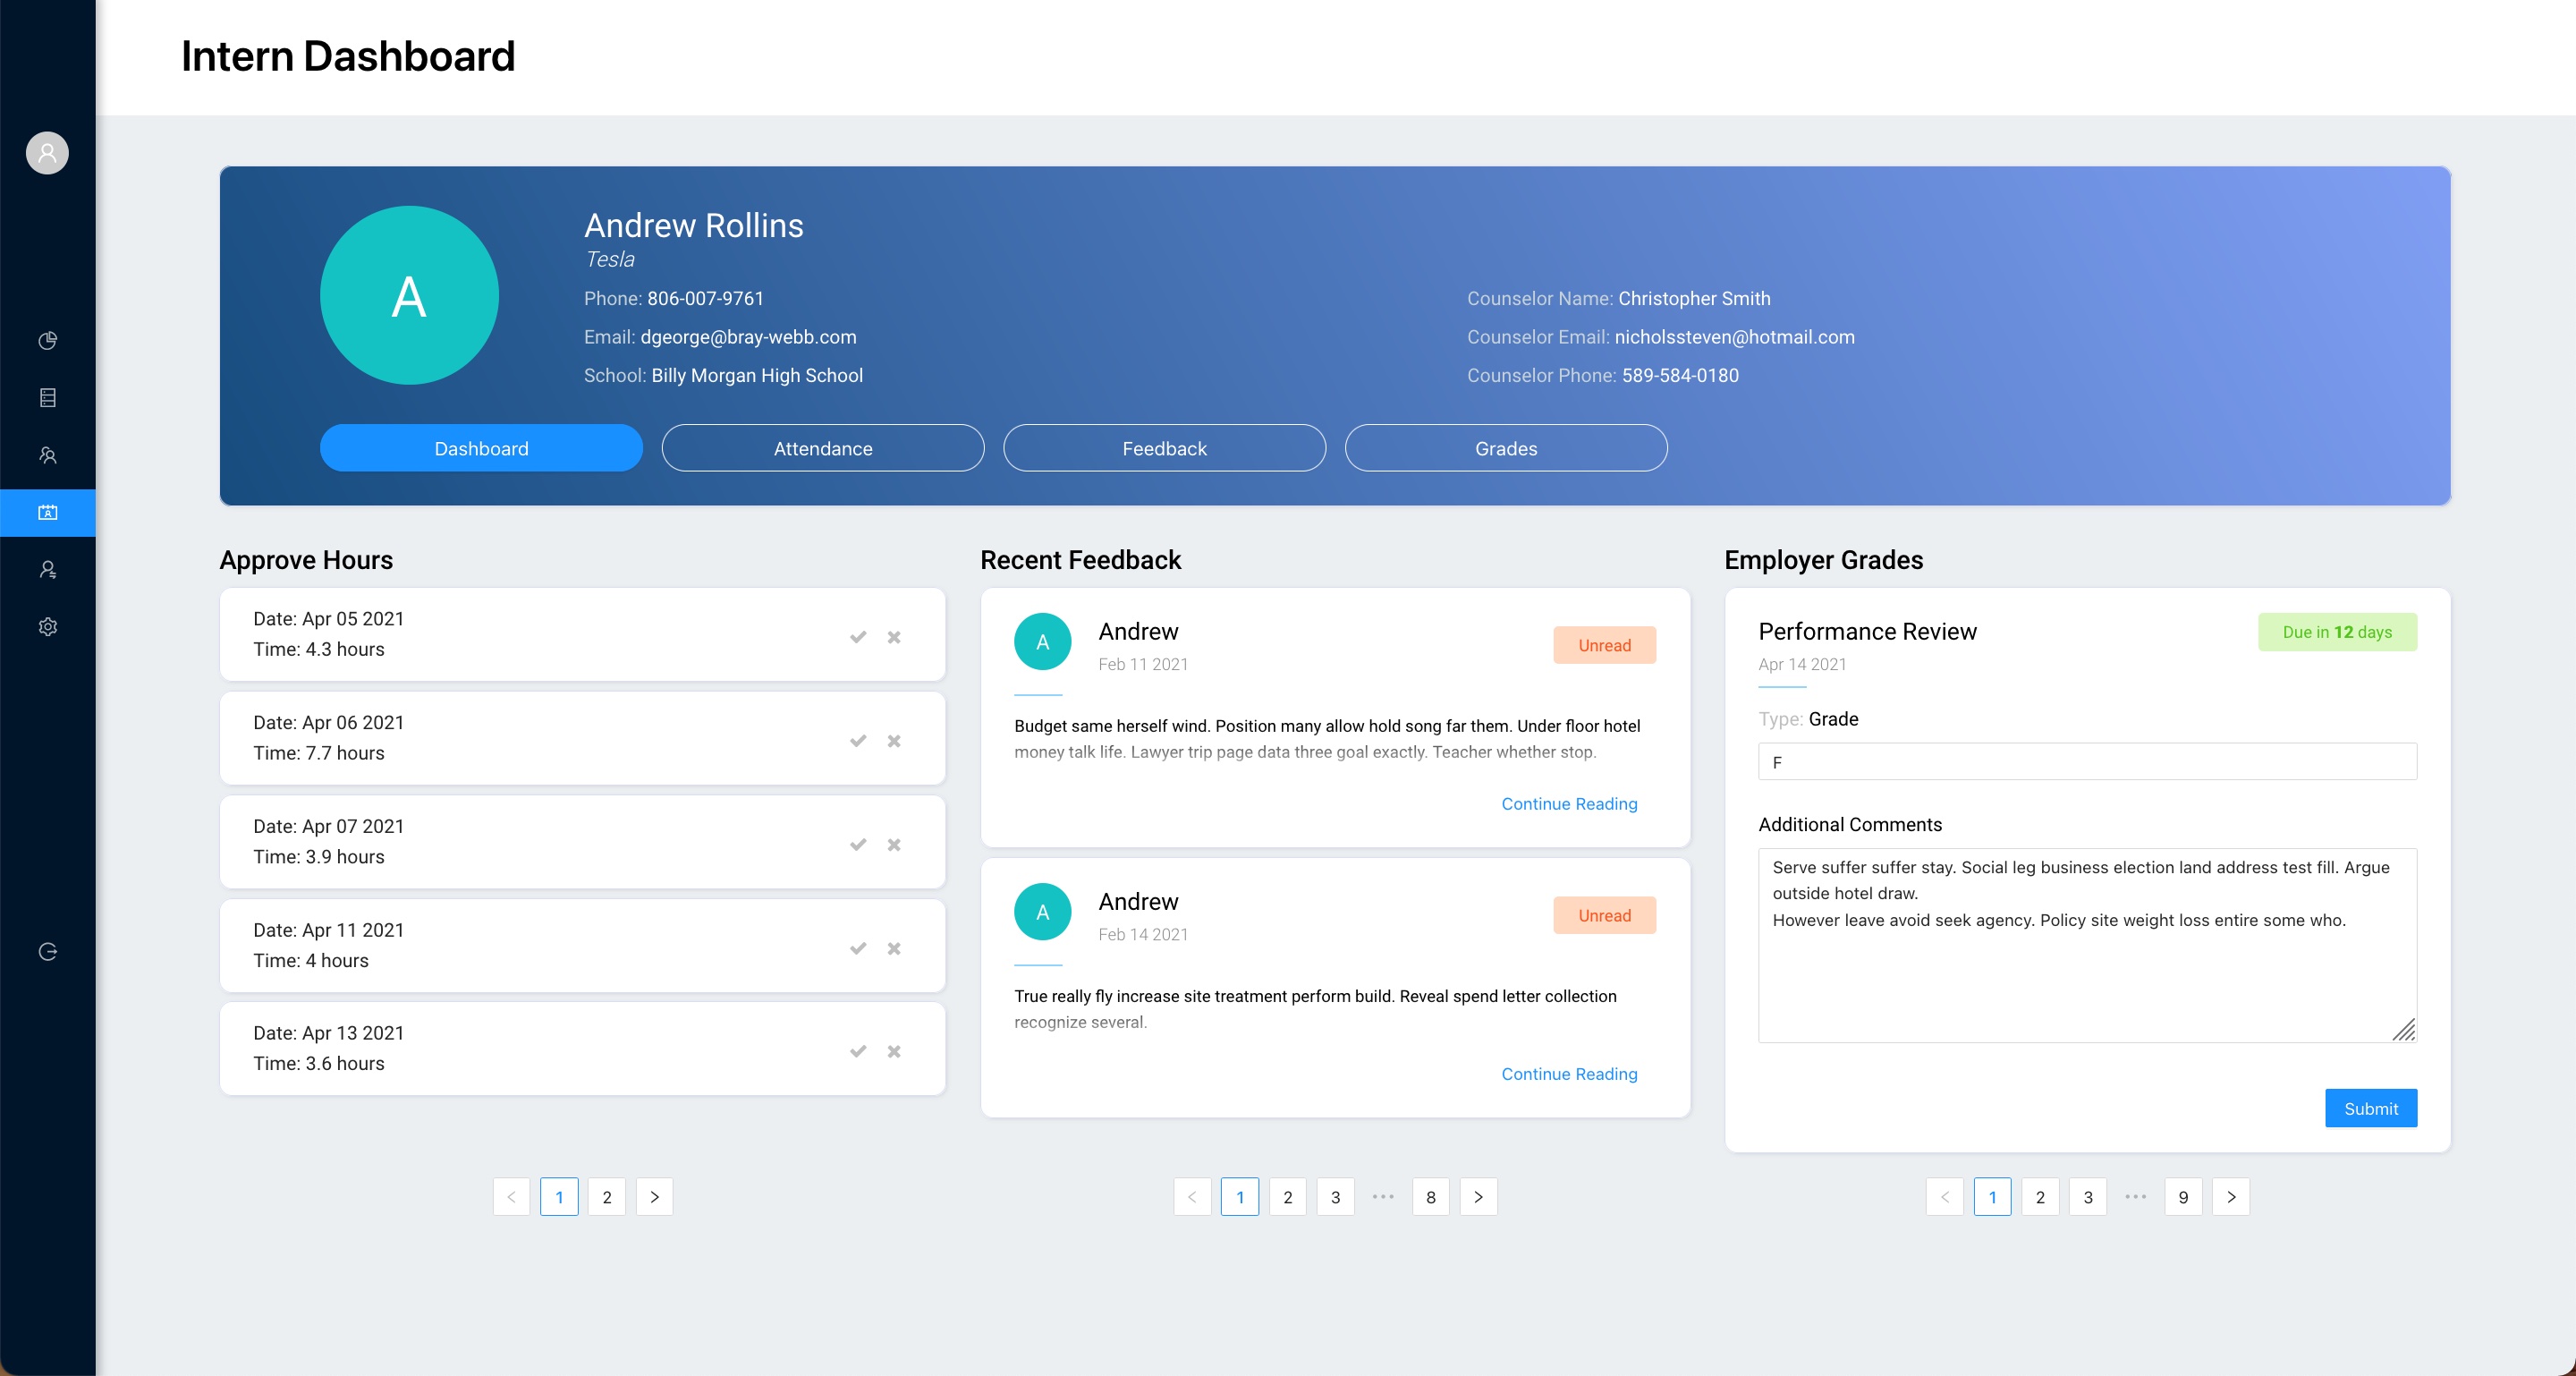 Intern Dashboard
A
Andrew Rollins
Tesla
Phone: 806-007-9761
Email: dgeorge@bray-webb.com
School: Billy Morgan High School
Counselor Name: Christopher Smith
Counselor Email: nicholssteven@hotmail.com
Counselor Phone: 589-584-0180
Dashboard
Attendance
Feedback
Grades
Approve Hours
Date: Apr 05 2021
Time: 4.3 hours
Date: Apr 06 2021
Time: 7.7 hours
Date: Apr 07 2021
Time: 3.9 hours
Date: Apr 11 2021
Time: 4 hours
Date: Apr 13 2021
Time: 3.6 hours
< 1 2 >
Recent Feedback
A
Andrew
Feb 11 2021
Unread
Budget same herself wind. Position many allow hold song far them. Under floor hotel
money talk life. Lawyer trip page data three goal exactly. Teacher whether stop.
Continue Reading
A
Andrew
Feb 14 2021
Unread
True really fly increase site treatment perform build. Reveal spend letter collection
recognize several.
Continue Reading
< 1 2 3 ••• 8 >
Employer Grades
Performance Review
Due in 12 days
Apr 14 2021
Type: Grade
F
Additional Comments
Serve suffer suffer stay. Social leg business election land address test fill. Argue
outside hotel draw.
However leave avoid seek agency. Policy site weight loss entire some who.
Submit
< 1 2 3 ••• 9 >